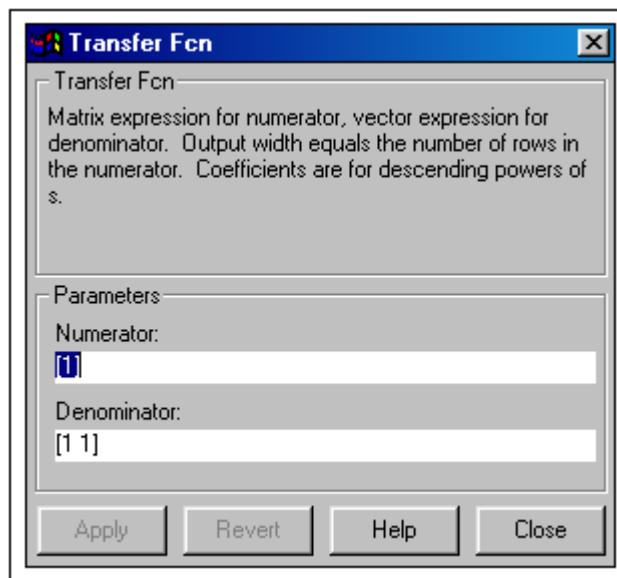 Transfer Fcn
Transfer Fcn
Matrix expression for numerator, vector expression for
denominator.  Output width equals the number of rows in
the numerator.  Coefficients are for descending powers of
s.
Parameters
Numerator:
[1]
Denominator:
[1 1]
Apply Revert Help Close